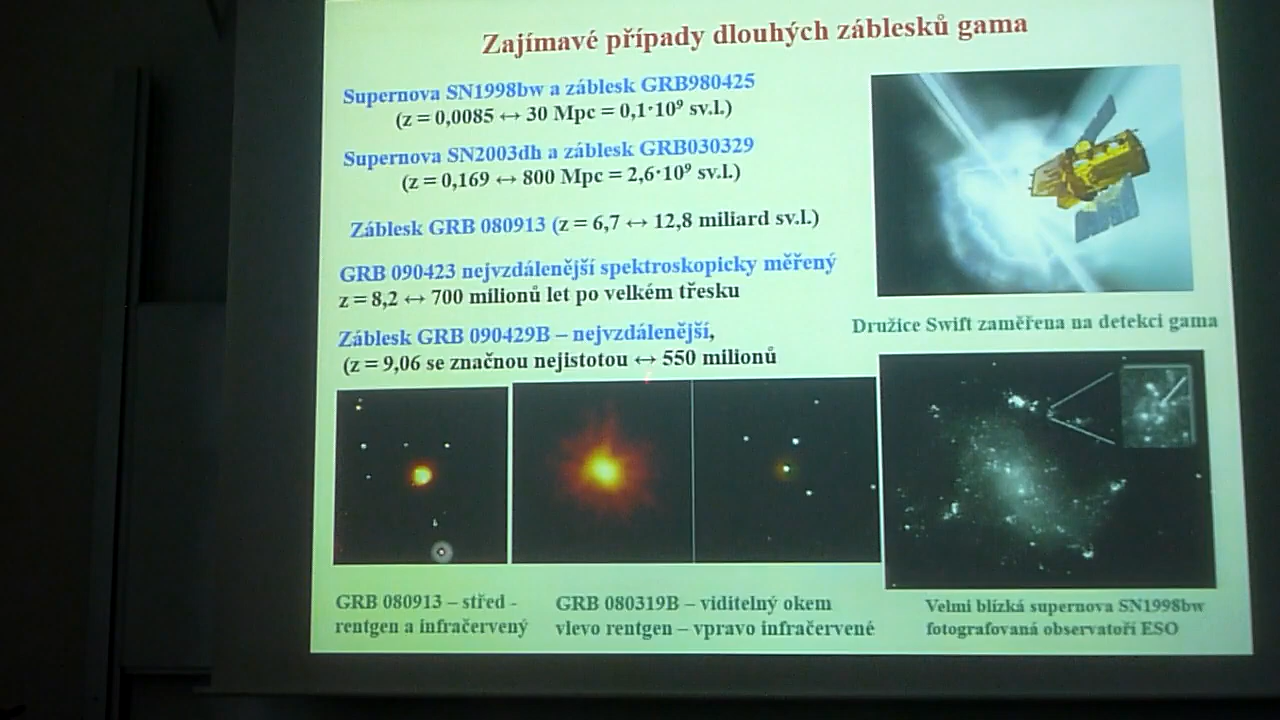 Zajímavé případy dlouhých záblesků gama
Supernova SN1998bw a záblesk GRB980425
(z = 0,0085 ↔ 30 Mpc = 0,1·10⁹ sv.l.)
Supernova SN2003dh a záblesk GRB030329
(z = 0,169 ↔ 800 Mpc = 2,6·10⁹ sv.l.)
Záblesk GRB 080913 (z = 6,7 ↔ 12,8 miliard sv.l.)
GRB 090423 nejvzdálenější spektroskopicky měřený
z = 8,2 ↔ 700 milionů let po velkém třesku
Záblesk GRB 090429B – nejvzdálenější,
(z = 9,06 se značnou nejistotou ↔ 550 milionů
Družice Swift zaměřena na detekci gama
GRB 080913 – střed -
rentgen a infračervený
GRB 080319B – viditelný okem
vlevo rentgen – vpravo infračervené
Velmi blízká supernova SN1998bw
fotografovaná observatoří ESO